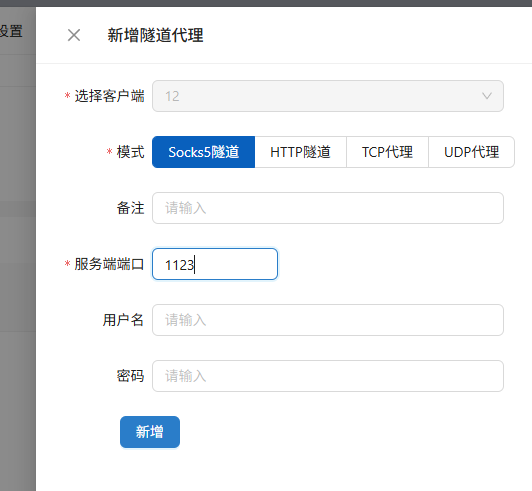 设置
新增隧道代理
* 选择客户端 12
* 模式 Socks5隧道 HTTP隧道 TCP代理 UDP代理
备注 请输入
* 服务端端口 1123
用户名 请输入
密码 请输入
新增